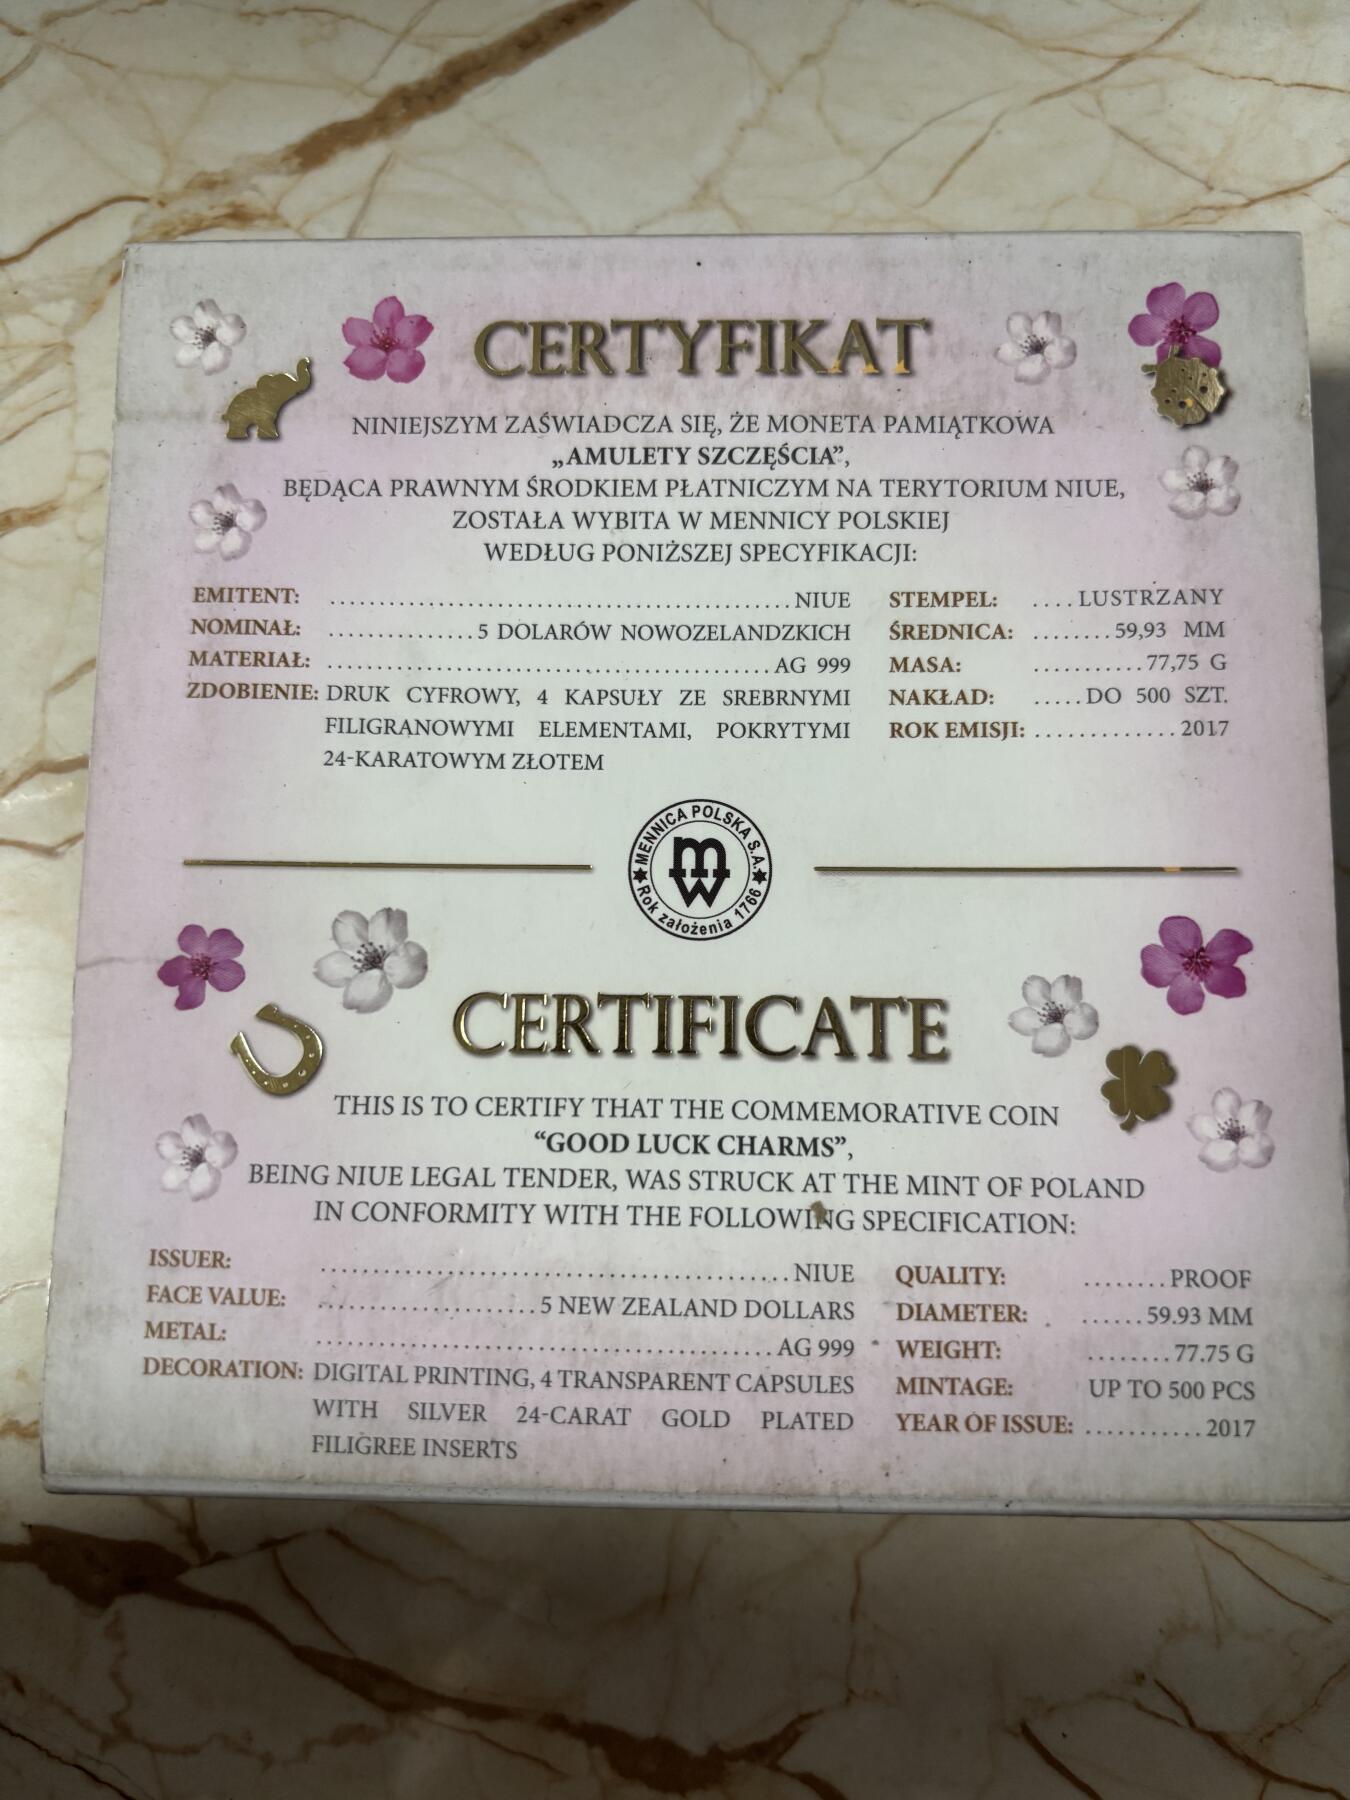 CERTYFIKAT
NINIEJSZYM ZAŚWIADCZA SIĘ, ŻE MONETA PAMIĄTKOWA
„AMULETY SZCZĘŚCIA”,
BĘDĄCA PRAWNYM ŚRODKIEM PŁATNICZYM NA TERYTORIUM NIUE,
ZOSTAŁA WYBITA W MENNICY POLSKIEJ
WEDŁUG PONIŻSZEJ SPECYFIKACJI:
EMITENT: ................................................ NIUE
NOMINAŁ: ............... 5 DOLARÓW NOWOZELANDZKICH
MATERIAŁ: .............................................. AG 999
ZDOBIENIE: DRUK CYFROWY, 4 KAPSUŁY ZE SREBRNYMI
FILIGRANOWYMI ELEMENTAMI, POKRYTYMI
24-KARATOWYM ZŁOTEM
STEMPEL: .... LUSTRZANY
ŚREDNICA: ........ 59,93 MM
MASA: ........... 77,75 G
NAKŁAD: ..... DO 500 SZT.
ROK EMISJI: ............. 2017
MENNICA POLSKA S.A.
mw
Rok założenia 1766
CERTIFICATE
THIS IS TO CERTIFY THAT THE COMMEMORATIVE COIN
“GOOD LUCK CHARMS”,
BEING NIUE LEGAL TENDER, WAS STRUCK AT THE MINT OF POLAND
IN CONFORMITY WITH THE FOLLOWING SPECIFICATION:
ISSUER: ................................................ NIUE
FACE VALUE: ...................... 5 NEW ZEALAND DOLLARS
METAL: .............................................. AG 999
DECORATION: DIGITAL PRINTING, 4 TRANSPARENT CAPSULES
WITH SILVER 24-CARAT GOLD PLATED
FILIGREE INSERTS
QUALITY: ........ PROOF
DIAMETER: ...... 59.93 MM
WEIGHT: ........ 77.75 G
MINTAGE: UP TO 500 PCS
YEAR OF ISSUE: ........... 2017